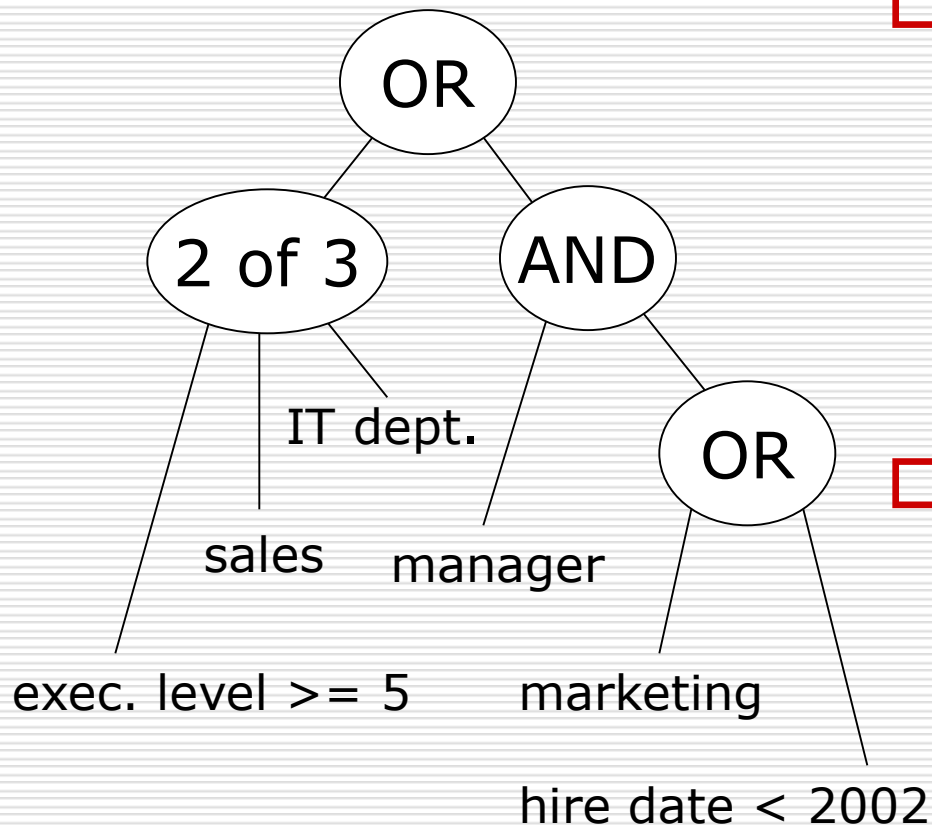 OR
2 of 3
AND
IT dept.
OR
sales
manager
exec. level >= 5
marketing
hire date < 2002